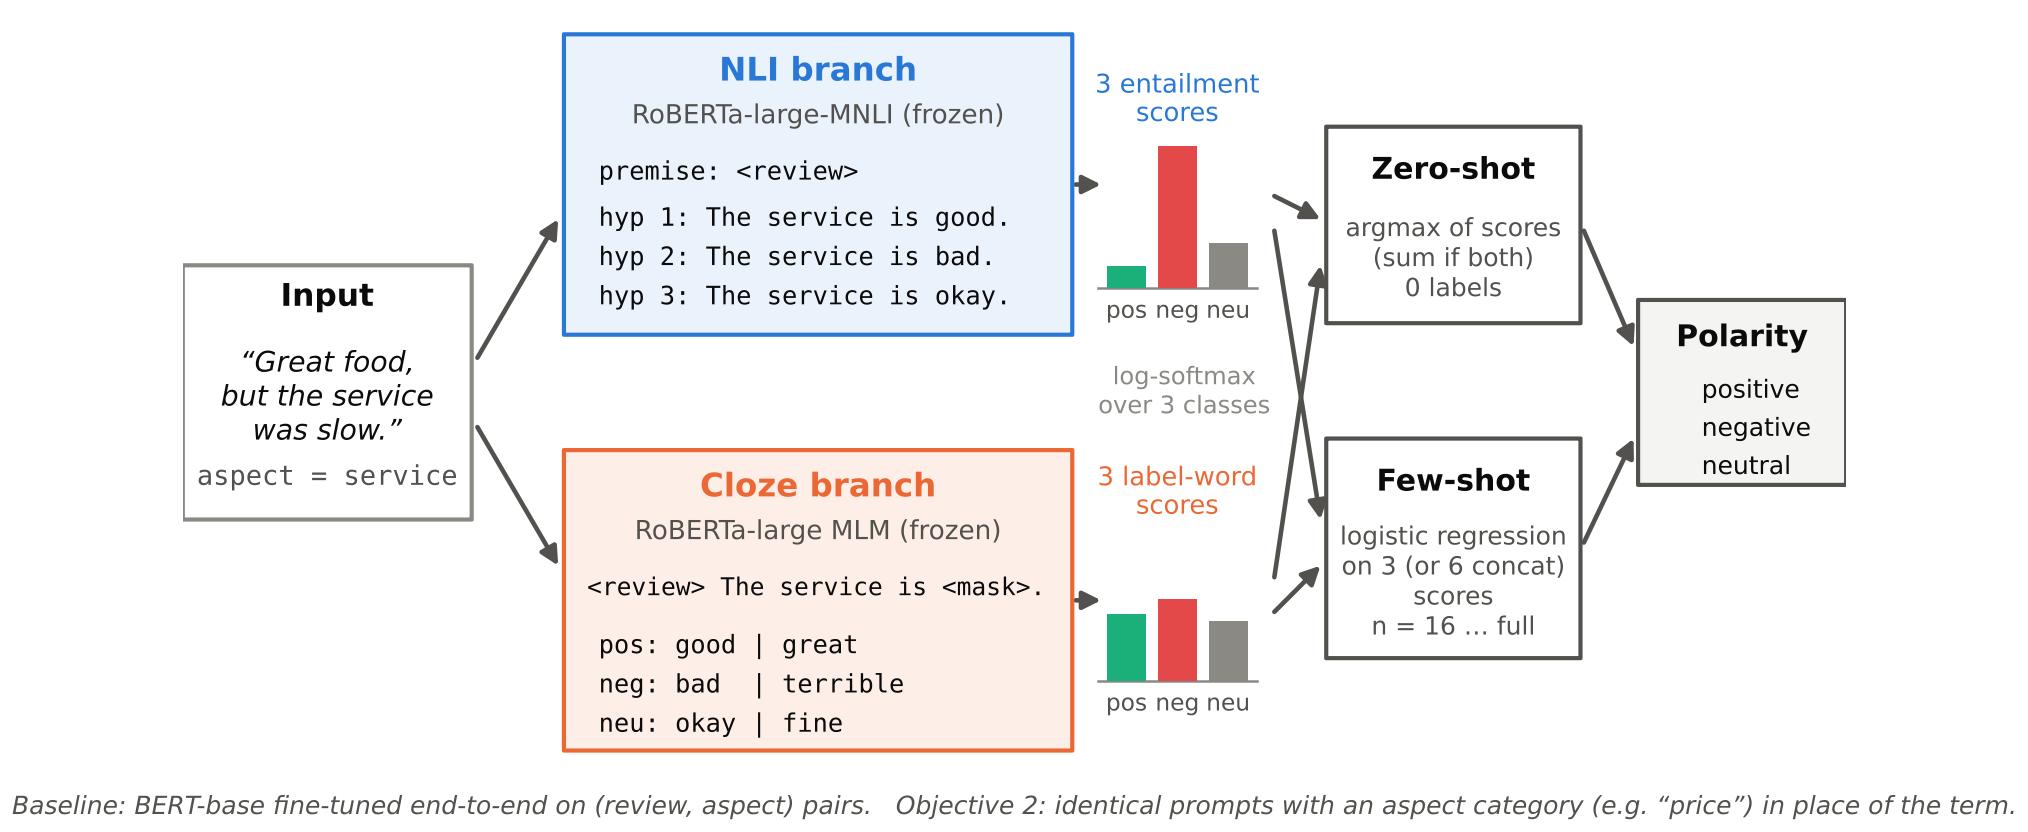 Input
“Great food,
but the service
was slow.”
aspect = service
NLI branch
RoBERTa-large-MNLI (frozen)
premise: <review>
hyp 1: The service is good.
hyp 2: The service is bad.
hyp 3: The service is okay.
Cloze branch
RoBERTa-large MLM (frozen)
<review> The service is <mask>.
pos: good | great
neg: bad  | terrible
neu: okay | fine
3 entailment
scores
pos neg neu
log-softmax
over 3 classes
3 label-word
scores
pos neg neu
Zero-shot
argmax of scores
(sum if both)
0 labels
Few-shot
logistic regression
on 3 (or 6 concat)
scores
n = 16 ... full
Polarity
positive
negative
neutral
Baseline: BERT-base fine-tuned end-to-end on (review, aspect) pairs.   Objective 2: identical prompts with an aspect category (e.g. “price”) in place of the term.